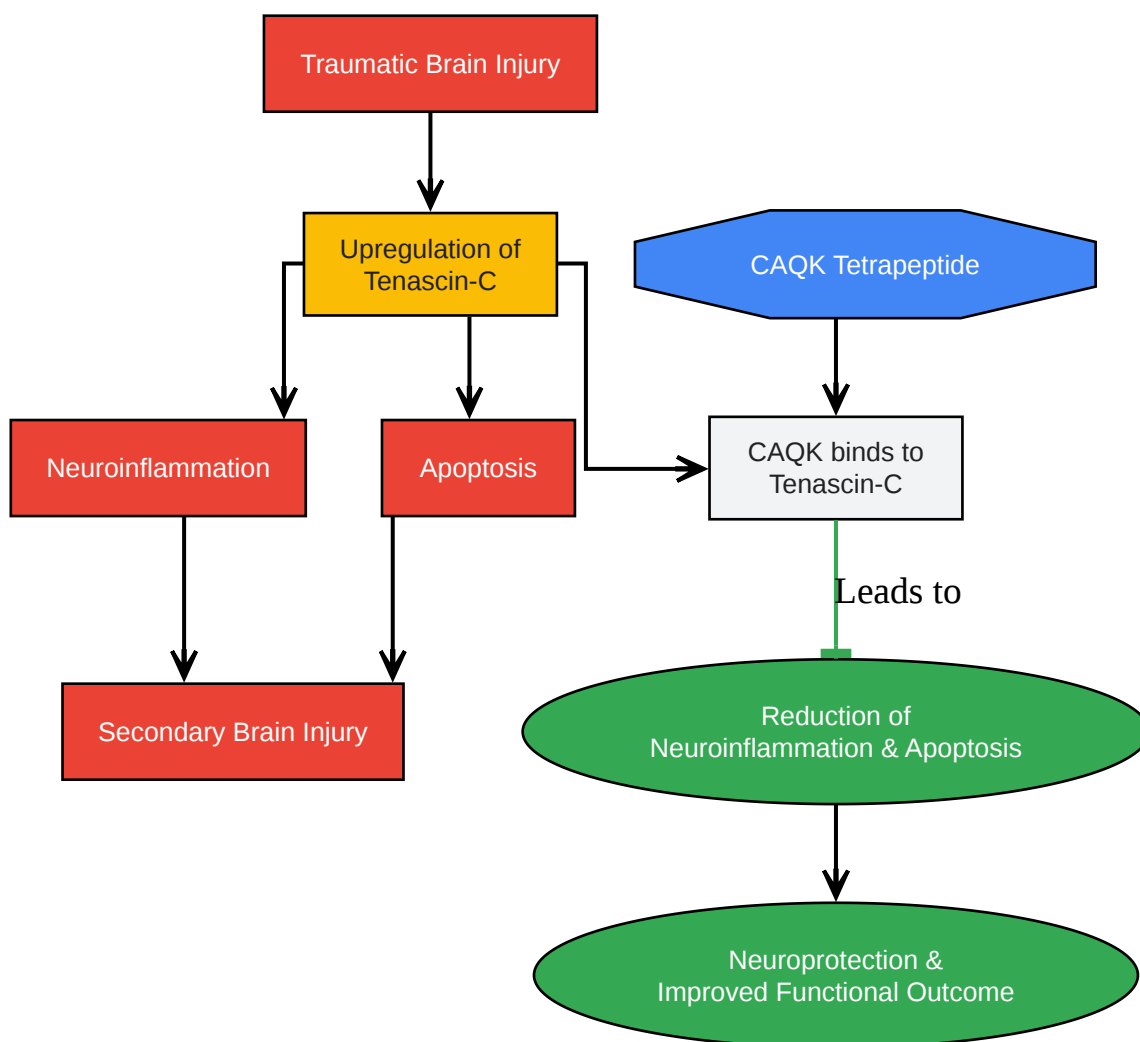 Traumatic Brain Injury
Upregulation of
Tenascin-C
CAQK Tetrapeptide
Neuroinflammation
Apoptosis
CAQK binds to
Tenascin-C
Leads to
Secondary Brain Injury
Reduction of
Neuroinflammation & Apoptosis
Neuroprotection &
Improved Functional Outcome